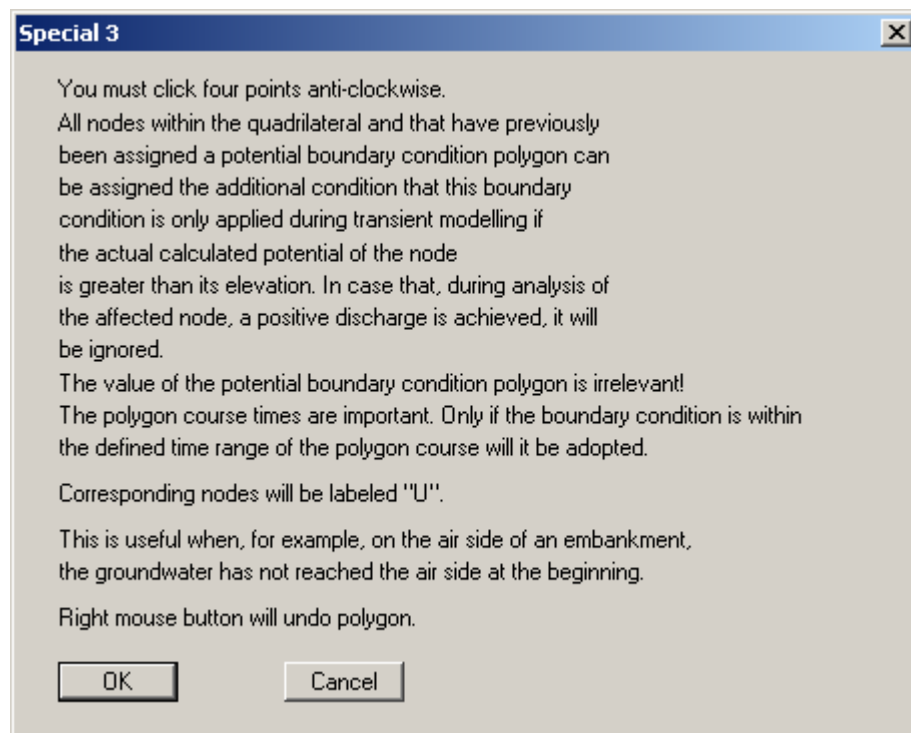 Special 3
You must click four points anti-clockwise.
All nodes within the quadrilateral and that have previously
been assigned a potential boundary condition polygon can
be assigned the additional condition that this boundary
condition is only applied during transient modelling if
the actual calculated potential of the node
is greater than its elevation. In case that, during analysis of
the affected node, a positive discharge is achieved, it will
be ignored.
The value of the potential boundary condition polygon is irrelevant!
The polygon course times are important. Only if the boundary condition is within
the defined time range of the polygon course will it be adopted.
Corresponding nodes will be labeled "U".
This is useful when, for example, on the air side of an embankment,
the groundwater has not reached the air side at the beginning.
Right mouse button will undo polygon.
OK
Cancel